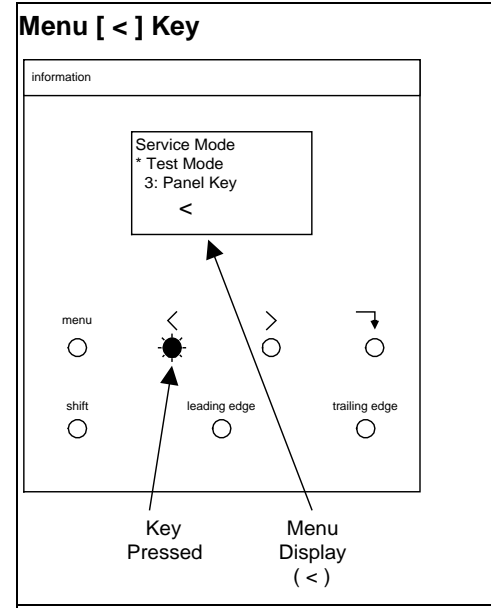 Menu [ < ] Key
information
Service Mode
* Test Mode
3: Panel Key
<
menu
<
>
shift
leading edge
trailing edge
Key
Pressed
Menu
Display
( < )